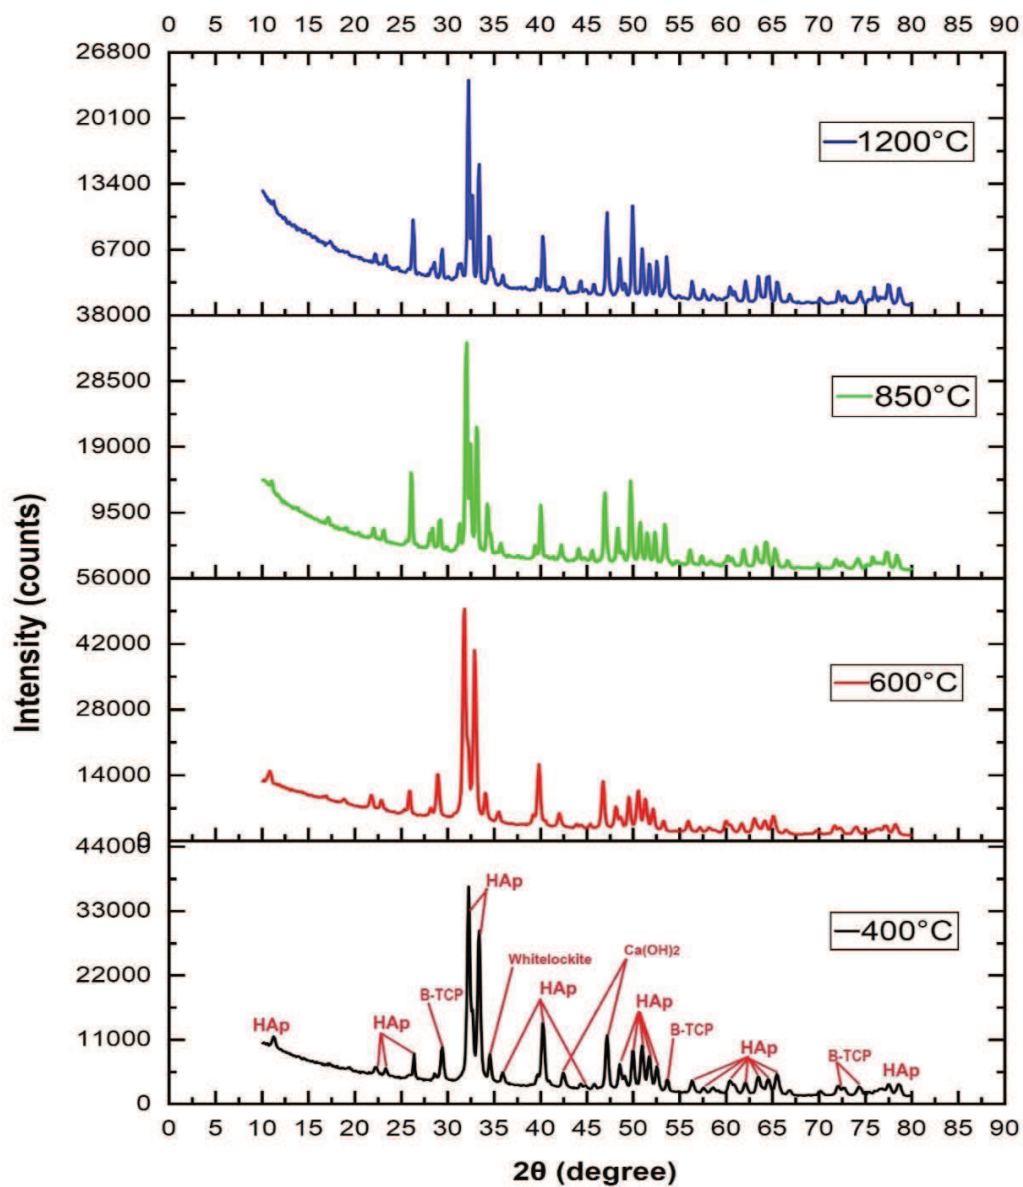 0 5 10 15 20 25 30 35 40 45 50 55 60 65 70 75 80 85 90
26800
20100
1200°C
13400
6700
38000
28500
850°C
19000
9500
56000
42000
600°C
28000
14000
0
44000
HAp
33000
400°C
Whitelockite
Ca(OH)2
22000
B-TCP
HAp
HAp
B-TCP
HAp
HAp
11000
HAp
B-TCP
HAp
0
0 5 10 15 20 25 30 35 40 45 50 55 60 65 70 75 80 85 90
2θ (degree)
Intensity (counts)